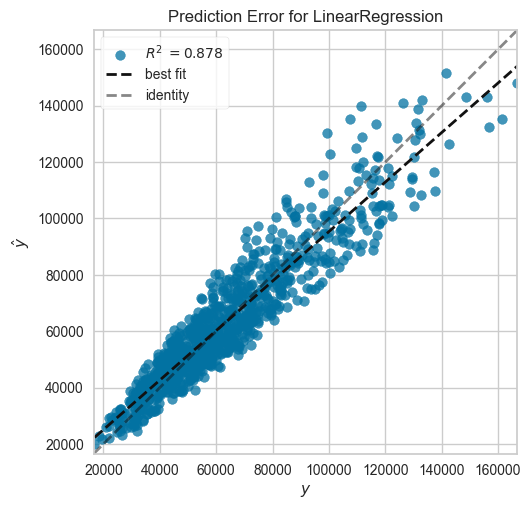 Prediction Error for LinearRegression
R² = 0.878
best fit
identity
160000
140000
120000
100000
80000
60000
40000
20000
ŷ
20000 40000 60000 80000 100000 120000 140000 160000
y